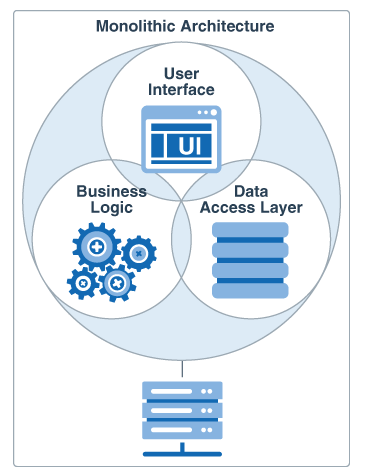 Monolithic Architecture
User
Interface
UI
Business
Logic
Data
Access Layer